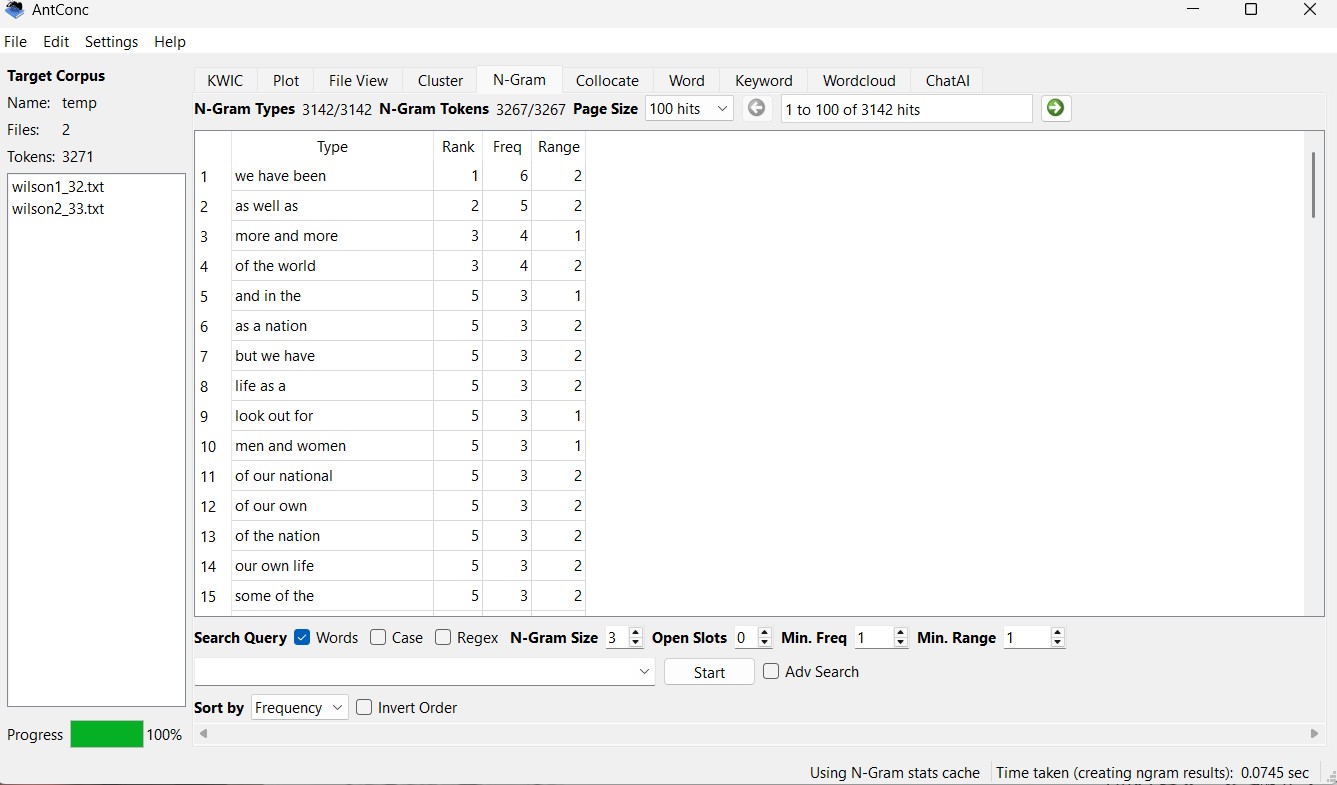 AntConc
File Edit Settings Help
Target Corpus
Name: temp
Files: 2
Tokens: 3271
wilson1_32.txt
wilson2_33.txt
Progress 100%
KWIC Plot File View Cluster N-Gram Collocate Word Keyword Wordcloud ChatAI
N-Gram Types 3142/3142 N-Gram Tokens 3267/3267 Page Size 100 hits 1 to 100 of 3142 hits
Type Rank Freq Range
1 we have been 1 6 2
2 as well as 2 5 2
3 more and more 3 4 1
4 of the world 3 4 2
5 and in the 5 3 1
6 as a nation 5 3 2
7 but we have 5 3 2
8 life as a 5 3 2
9 look out for 5 3 1
10 men and women 5 3 1
11 of our national 5 3 2
12 of our own 5 3 2
13 of the nation 5 3 2
14 our own life 5 3 2
15 some of the 5 3 2
Search Query Words Case Regex N-Gram Size 3 Open Slots 0 Min. Freq 1 Min. Range 1
Start Adv Search
Sort by Frequency Invert Order
Using N-Gram stats cache Time taken (creating ngram results): 0.0745 sec